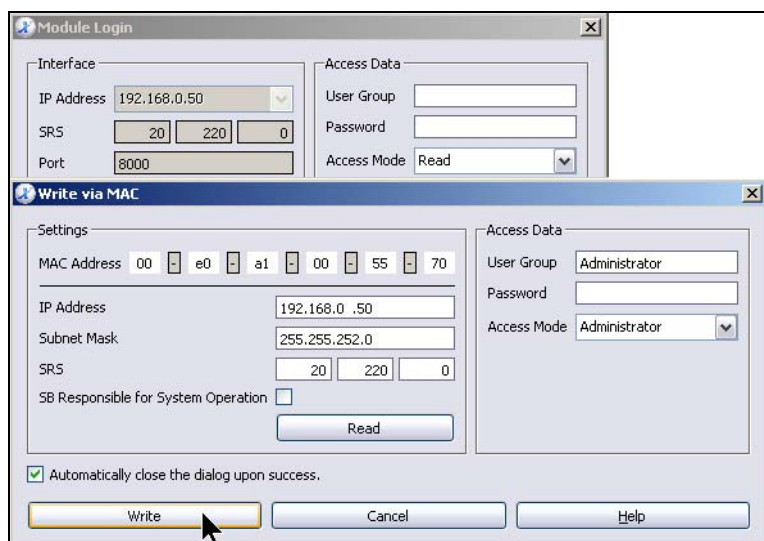 Module Login
Interface
IP Address 192.168.0.50
SRS 20 220 0
Port 8000
Access Data
User Group
Password
Access Mode Read
Write via MAC
Settings
MAC Address 00 - e0 - a1 - 00 - 55 - 70
IP Address 192.168.0 .50
Subnet Mask 255.255.252.0
SRS 20 220 0
SB Responsible for System Operation
Read
Access Data
User Group Administrator
Password
Access Mode Administrator
Automatically close the dialog upon success.
Write Cancel Help